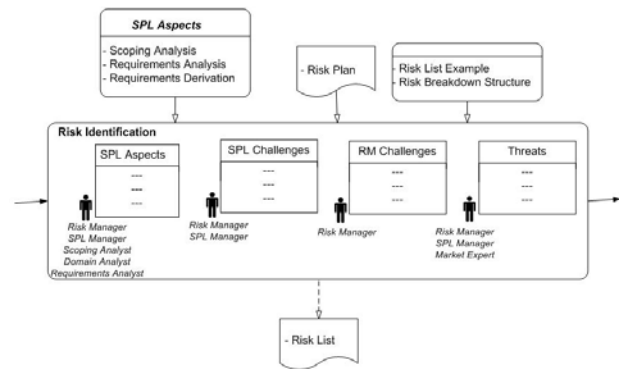 SPL Aspects
- Scoping Analysis
- Requirements Analysis
- Requirements Derivation
- Risk Plan
- Risk List Example
- Risk Breakdown Structure
Risk Identification
SPL Aspects
---
---
---
Risk Manager
SPL Manager
Scoping Analyst
Domain Analyst
Requirements Analyst
SPL Challenges
---
---
---
Risk Manager
SPL Manager
RM Challenges
---
---
---
Risk Manager
Threats
---
---
---
Risk Manager
SPL Manager
Market Expert
- Risk List